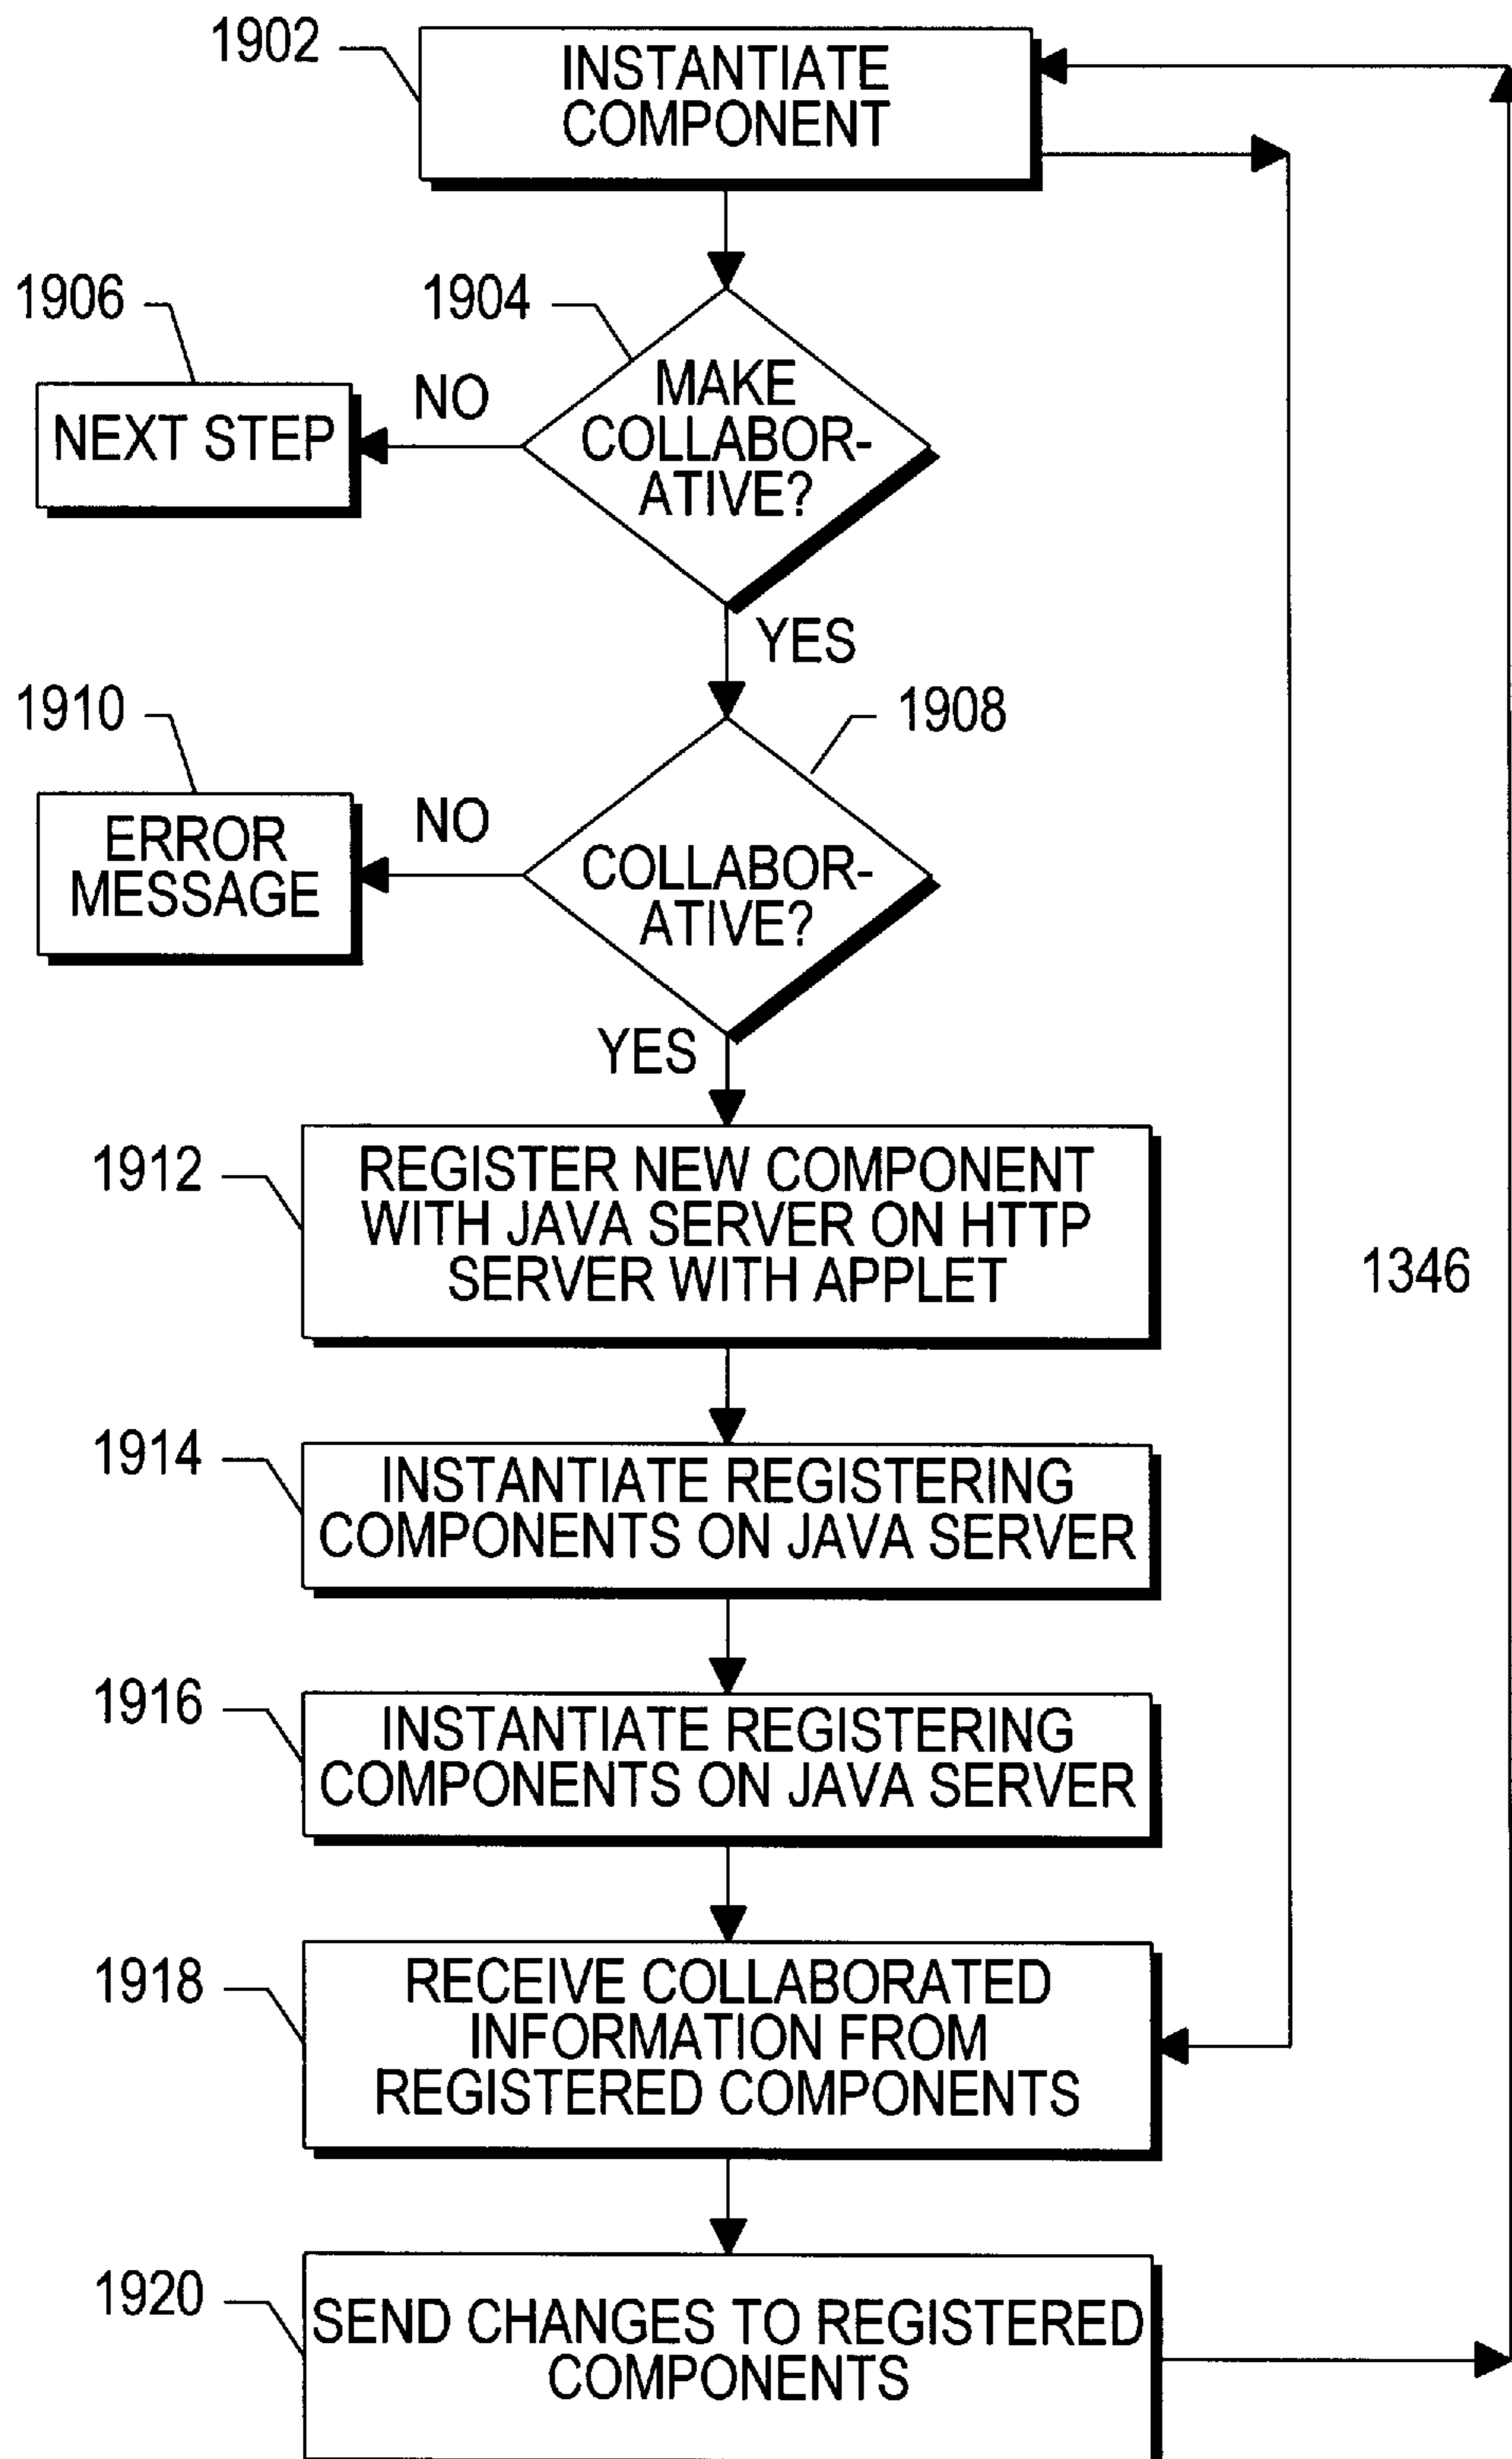 1902
INSTANTIATE
COMPONENT
1906
1904
NEXT STEP
NO
MAKE
COLLABOR-
ATIVE?
YES
1910
1908
ERROR
MESSAGE
NO
COLLABOR-
ATIVE?
YES
1912
REGISTER NEW COMPONENT
WITH JAVA SERVER ON HTTP
SERVER WITH APPLET
1346
1914
INSTANTIATE REGISTERING
COMPONENTS ON JAVA SERVER
1916
INSTANTIATE REGISTERING
COMPONENTS ON JAVA SERVER
1918
RECEIVE COLLABORATED
INFORMATION FROM
REGISTERED COMPONENTS
1920
SEND CHANGES TO REGISTERED
COMPONENTS